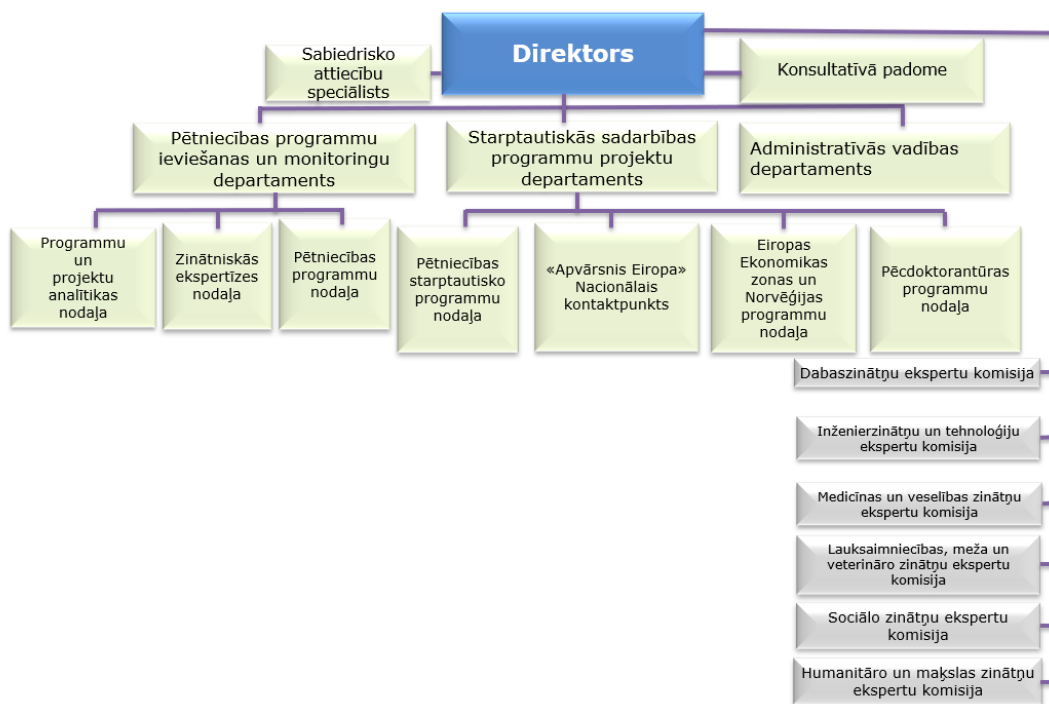 Direktors
Sabiedrisko
attiecību
speciālists
Konsultatīvā padome
Pētniecības programmu
ieviešanas un monitoringu
departaments
Starptautiskās sadarbības
programmu projektu
departaments
Administratīvās vadības
departaments
Programmu
un
projektu
analītikas
nodaļa
Zinātniskās
ekspertīzes
nodaļa
Pētniecības
programmu
nodaļa
Pētniecības
starptautisko
programmu
nodaļa
«Apvārsnis Eiropa»
Nacionālais
kontaktpunkts
Eiropas
Ekonomikas
zonas un
Norvēģijas
programmu
nodaļa
Pēcdoktorantūras
programmu
nodaļa
Dabaszinātņu ekspertu komisija
Inženierzinātņu un tehnoloģiju
ekspertu komisija
Medicīnas un veselības zinātņu
ekspertu komisija
Lauksaimniecības, meža un
veterināro zinātņu ekspertu
komisija
Sociālo zinātņu ekspertu
komisija
Humanitāro un maķslas zinātņu
ekspertu komisija